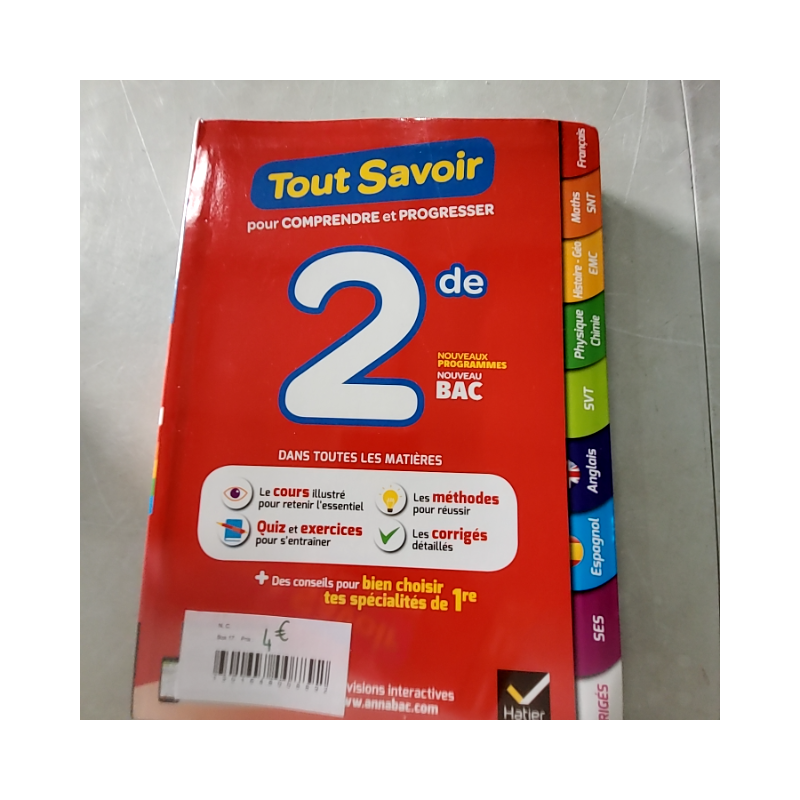 Tout Savoir
pour COMPRENDRE et PROGRESSER
2de
NOUVEAUX
PROGRAMMES
NOUVEAU
BAC
DANS TOUTES LES MATIÈRES
Le cours illustré
pour retenir l'essentiel
Les méthodes
pour réussir
Quiz et exercices
pour s'entraîner
Les corrigés
détaillés
+ Des conseils pour bien choisir
tes spécialités de 1re
4€
visions interactives
www.annabac.com
Hatier
Français
Maths
SNT
Histoire - Géo
EMC
Physique
Chimie
SVT
Anglais
Espagnol
SES
RIGÉS